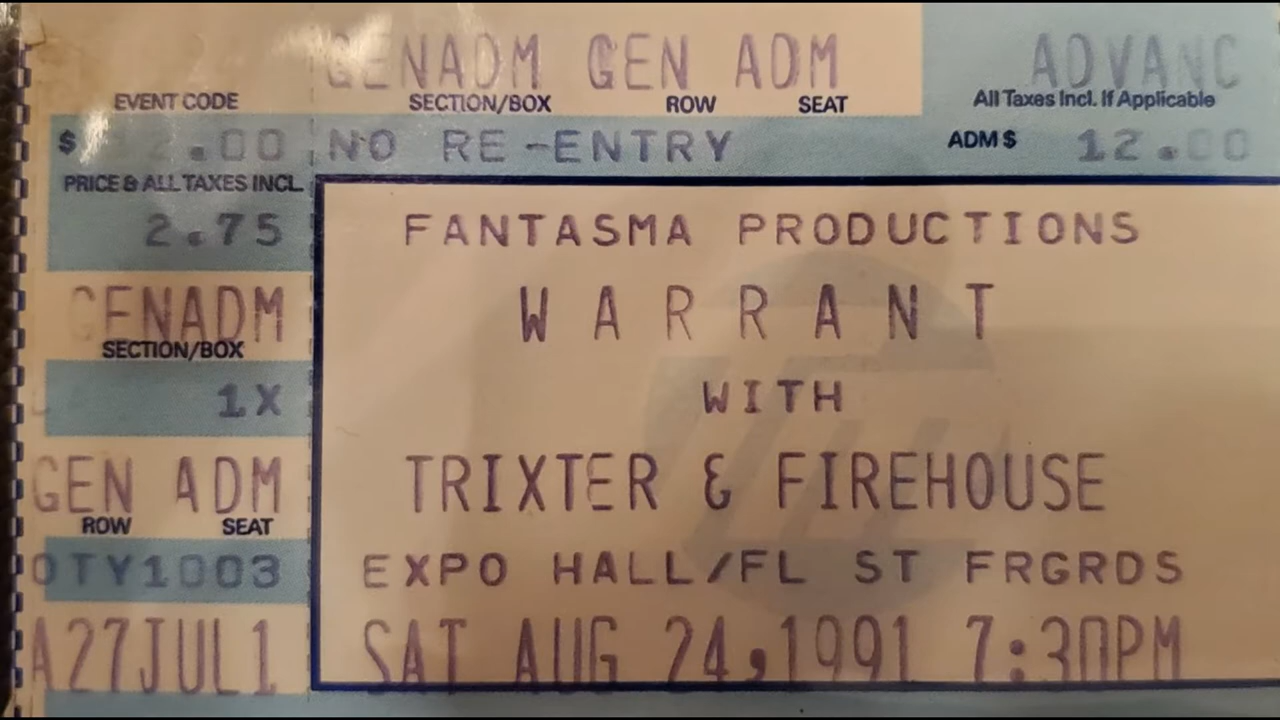 GENADM GEN ADM ADVANC
EVENT CODE SECTION/BOX ROW SEAT All Taxes Incl. If Applicable
$ 12.00 NO RE-ENTRY ADM $ 12.00
PRICE & ALL TAXES INCL.
2.75
GENADM
SECTION/BOX
1X
GEN ADM
ROW SEAT
OTY1003
A27JUL1
FANTASMA PRODUCTIONS
WARRANT
WITH
TRIXTER & FIREHOUSE
EXPO HALL/FL ST FRGRDS
SAT AUG 24,1991 7:30PM